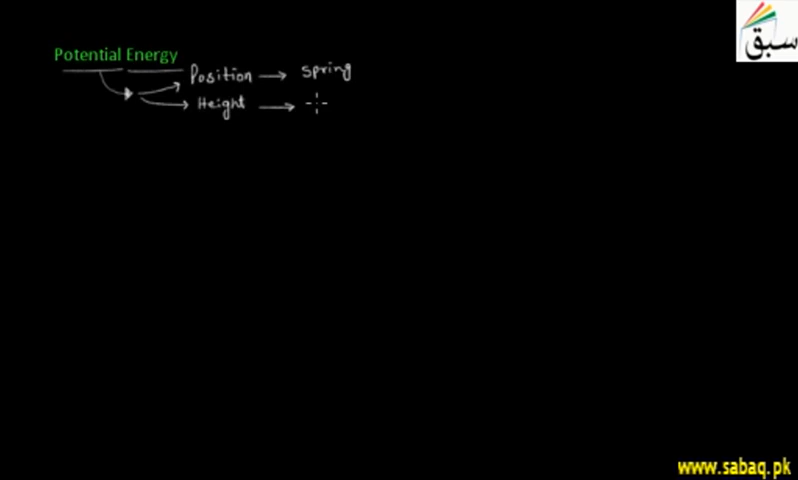 سبق
Potential Energy
Position → spring
Height →
www.sabaq.pk